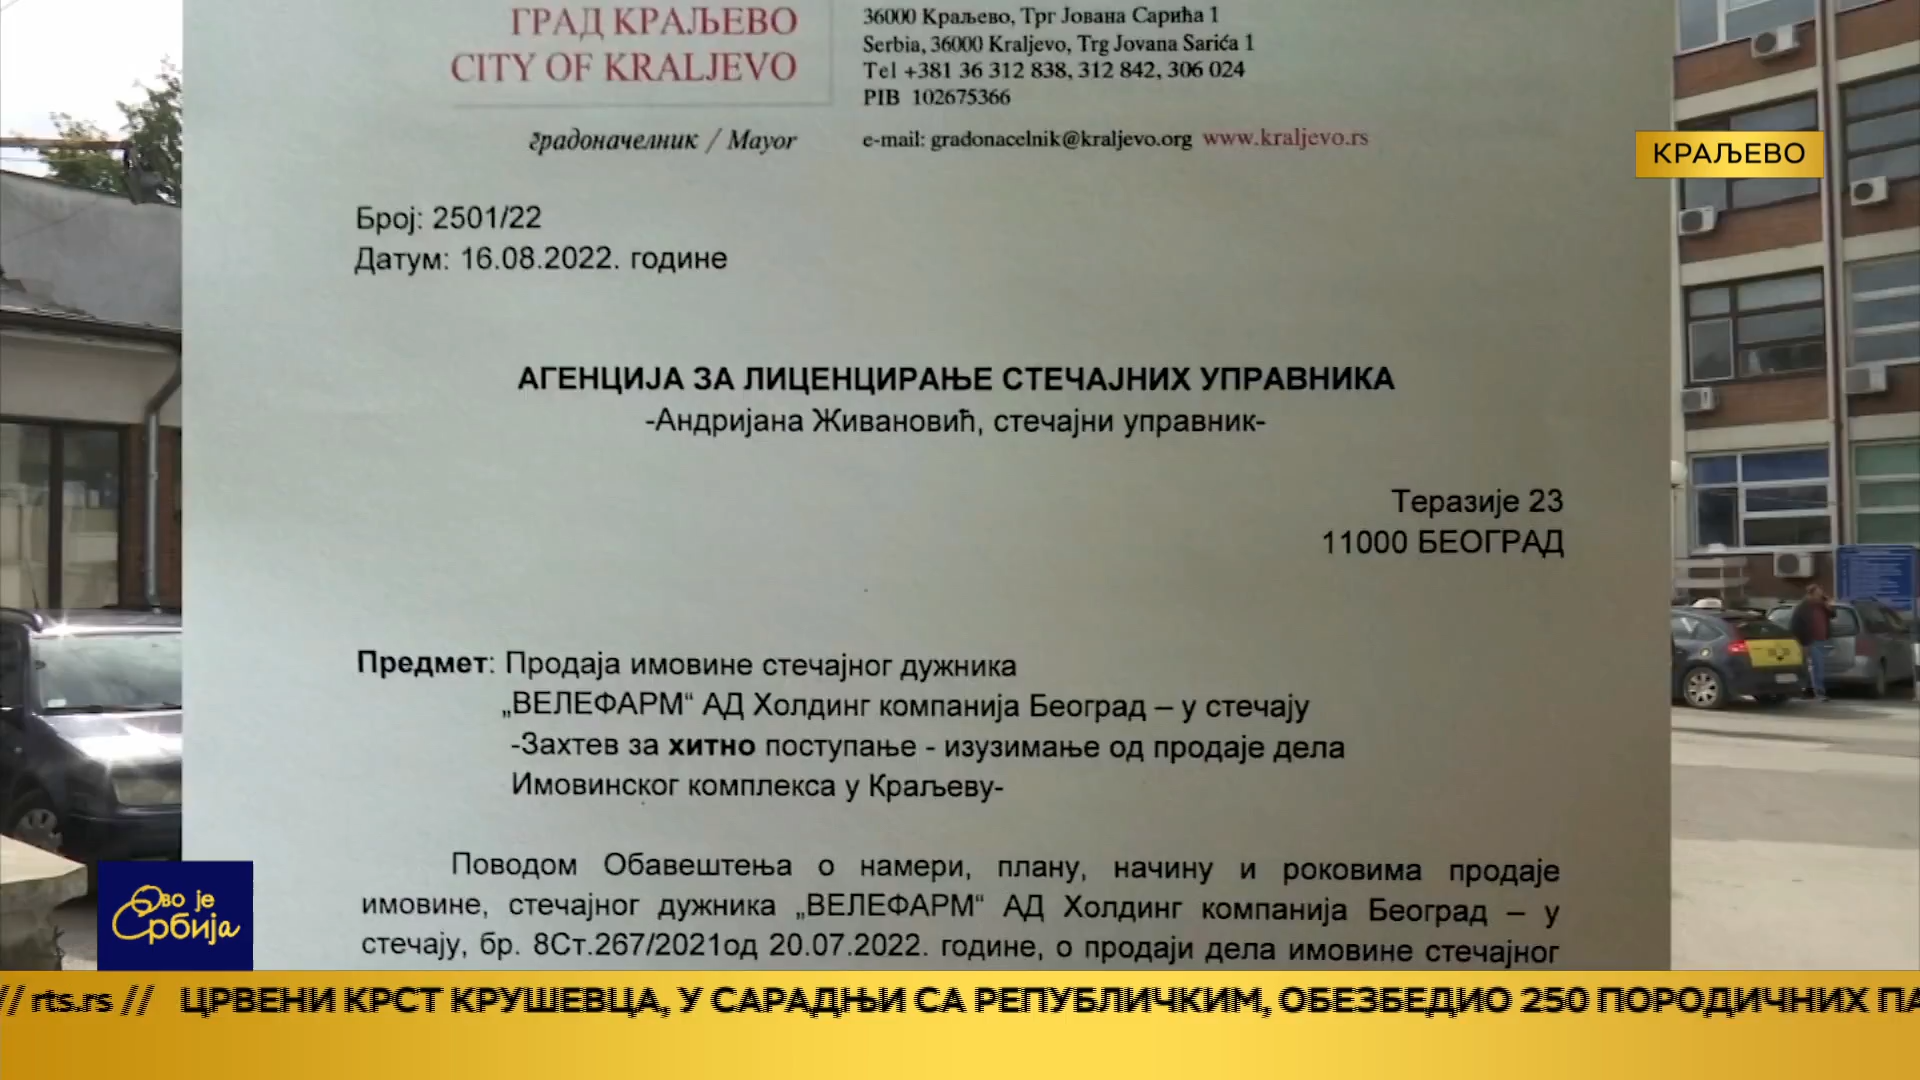 ГРАД КРАЉЕВО
CITY OF KRALJEVO
градоначелник / Mayor
36000 Краљево, Трг Јована Сарића 1
Serbia, 36000 Kraljevo, Trg Jovana Sarića 1
Tel +381 36 312 838, 312 842, 306 024
PIB 102675366
e-mail: gradonacelnik@kraljevo.org www.kraljevo.rs
КРАЉЕВО
Број: 2501/22
Датум: 16.08.2022. године
АГЕНЦИЈА ЗА ЛИЦЕНЦИРАЊЕ СТЕЧАЈНИХ УПРАВНИКА
-Андријана Живановић, стечајни управник-
Теразије 23
11000 БЕОГРАД
Предмет: Продаја имовине стечајног дужника
„ВЕЛЕФАРМ“ АД Холдинг компанија Београд – у стечају
-Захтев за хитно поступање - изузимање од продаје дела
Имовинског комплекса у Краљеву-
Поводом Обавештења о намери, плану, начину и роковима продаје
имовине, стечајног дужника „ВЕЛЕФАРМ“ АД Холдинг компанија Београд – у
стечају, бр. 8Ст.267/2021од 20.07.2022. године, о продаји дела имовине стечајног
Ово је
Србија
// rts.rs // ЦРВЕНИ КРСТ КРУШЕВЦА, У САРАДЊИ СА РЕПУБЛИЧКИМ, ОБЕЗБЕДИО 250 ПОРОДИЧНИХ ПА